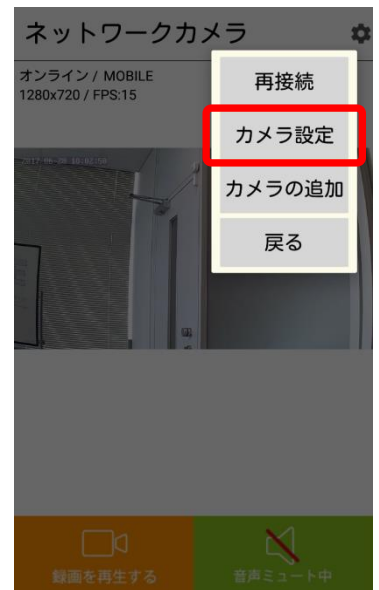 ネットワークカメラ
オンライン / MOBILE
1280x720 / FPS:15
再接続
カメラ設定
カメラの追加
戻る
録画を再生する
音声ミュート中